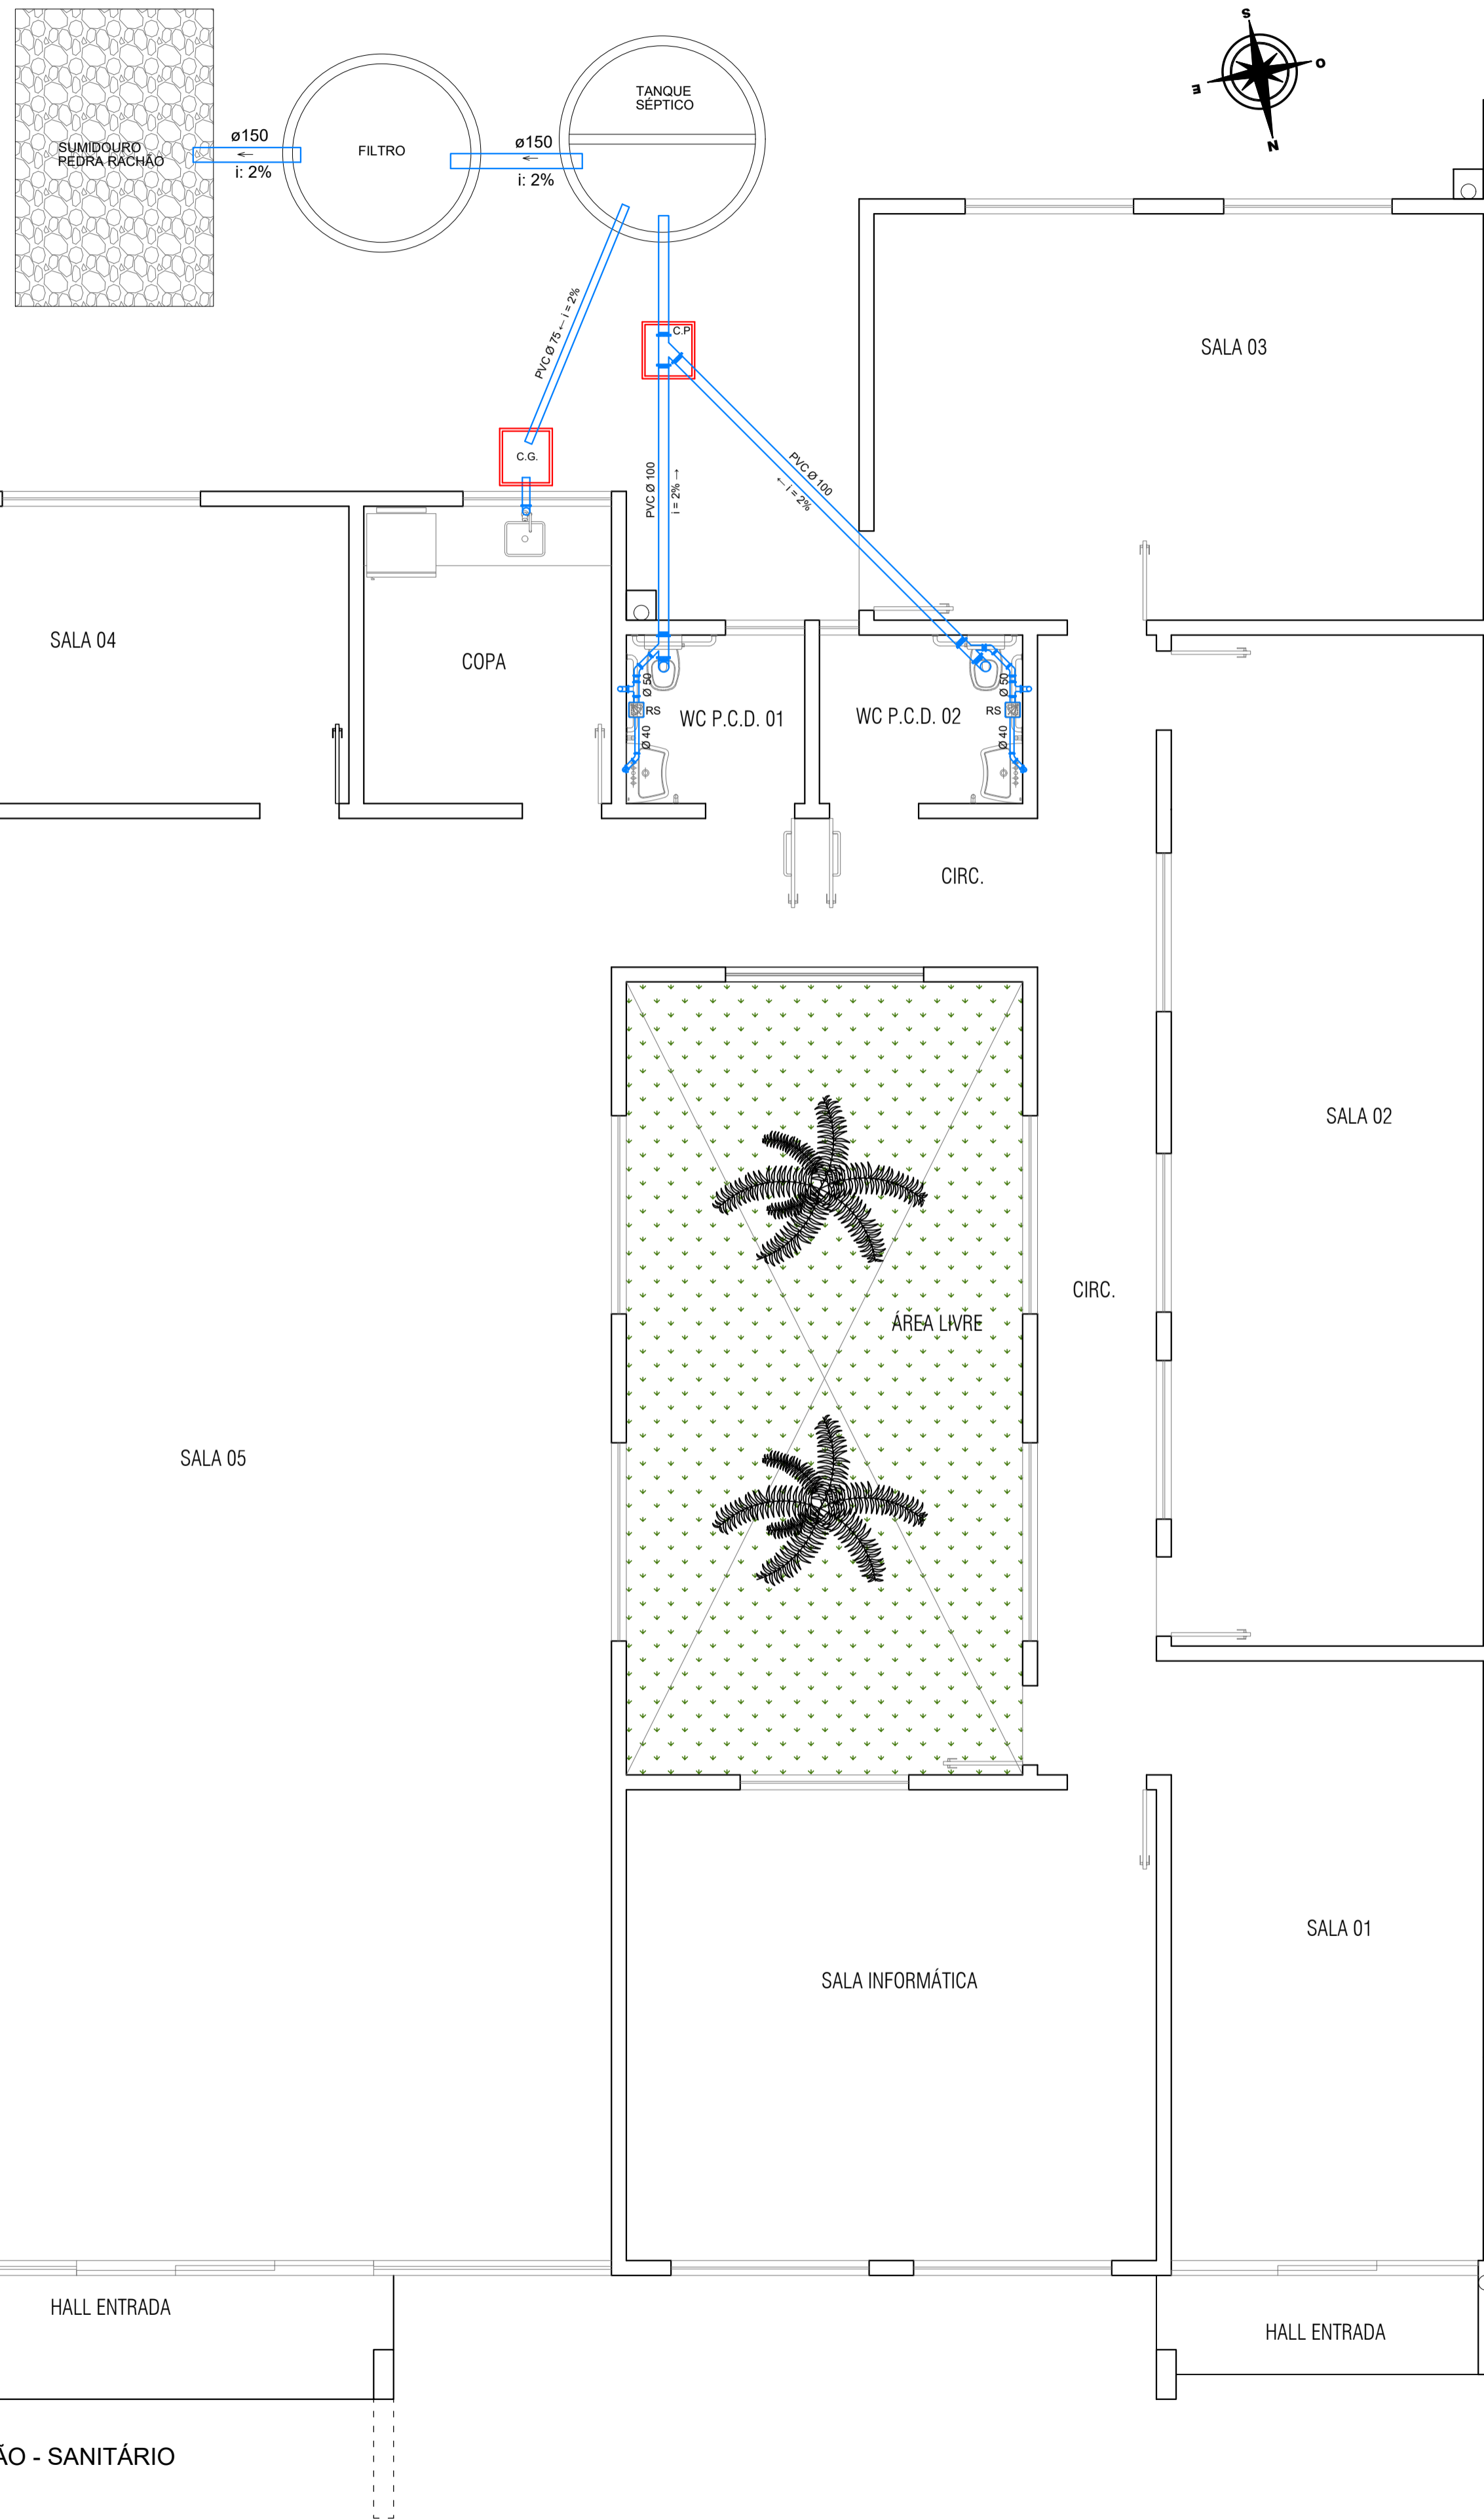 S
O
E
N
TANQUE
SÉPTICO
ø150
ø150
SUMIDOURO
PEDRA RACHÃO
FILTRO
i: 2%
i: 2%
PVC Ø 75 ← i = 2%
C.P
SALA 03
C.G.
PVC Ø 100
i = 2% →
PVC Ø 100
← i = 2%
SALA 04
COPA
Ø 50
RS
Ø 40
WC P.C.D. 01
WC P.C.D. 02
Ø 50
RS
Ø 40
CIRC.
SALA 02
CIRC.
ÁREA LIVRE
SALA 05
SALA 01
SALA INFORMÁTICA
HALL ENTRADA
HALL ENTRADA
ÃO - SANITÁRIO